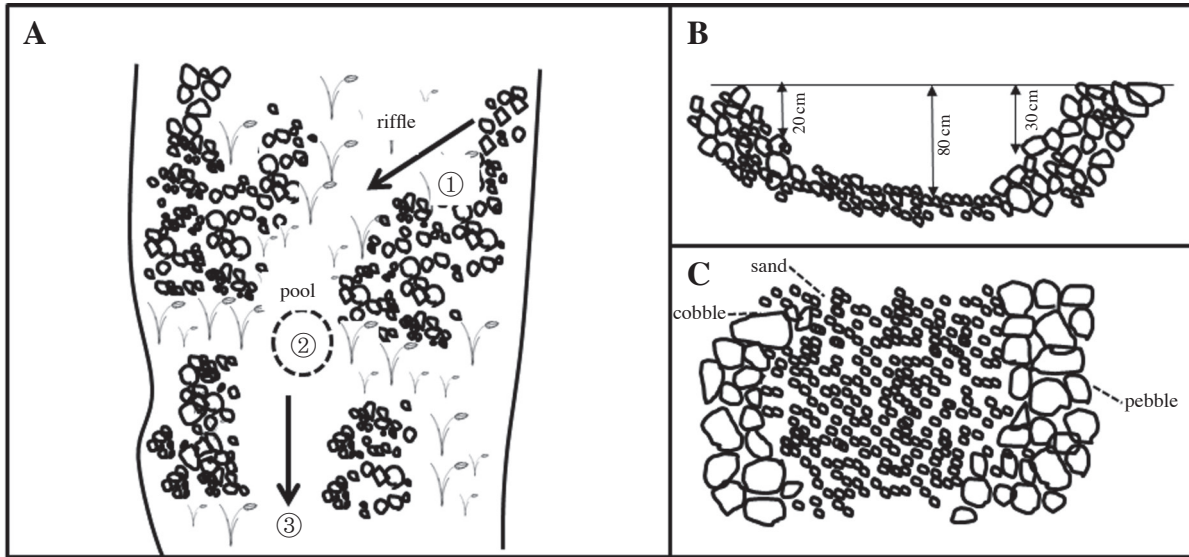 A
riffle
①
pool
②
③
B
20 cm
80 cm
30 cm
C
sand
cobble
pebble